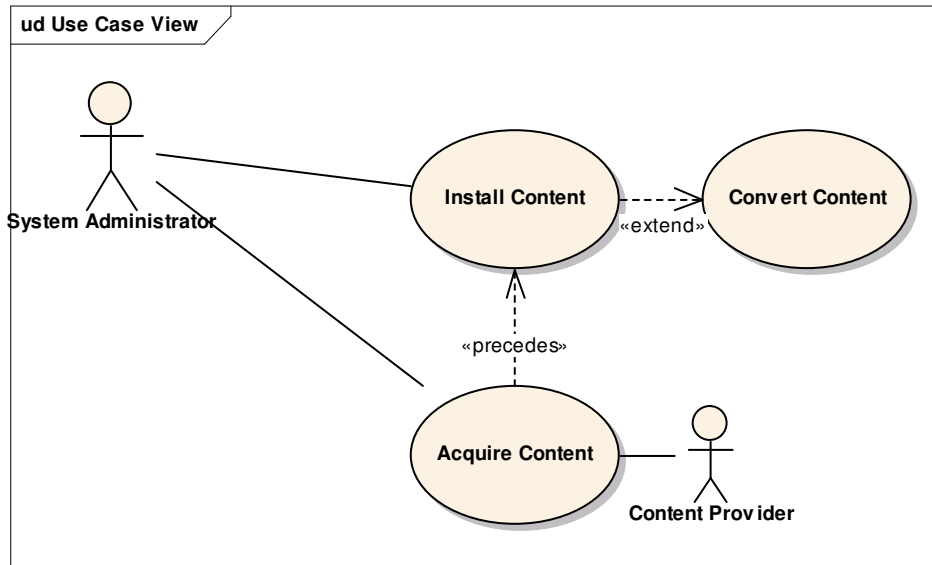 ud Use Case View
System Administrator
Install Content
Convert Content
«extend»
«precedes»
Acquire Content
Content Provider